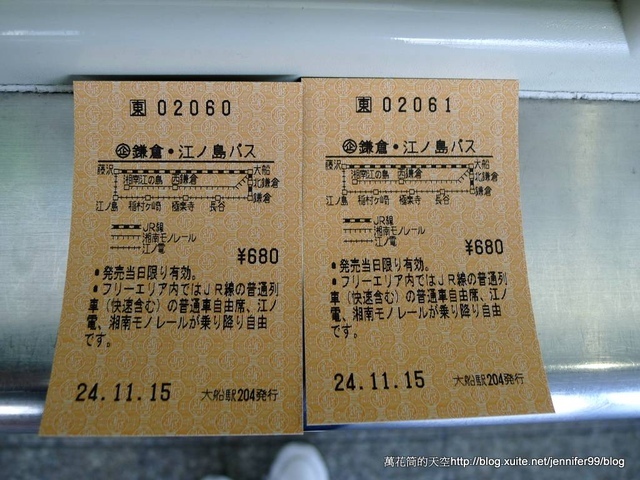 東 02060
企 鎌倉・江ノ島パス
藤沢 大船
湘南江の島 西鎌倉 北鎌倉
鎌倉
江ノ島 稲村ヶ崎 極楽寺 長谷
JR線
湘南モノレール
江ノ電
¥680
●発売当日限り有効。
●フリーエリア内ではJR線の普通列
車(快速含む)の普通車自由席、江ノ
電、湘南モノレールが乗り降り自由
です。
24.11.15 大船駅204発行
東 02061
企 鎌倉・江ノ島パス
藤沢 大船
湘南江の島 西鎌倉 北鎌倉
鎌倉
江ノ島 稲村ヶ崎 極楽寺 長谷
JR線
湘南モノレール
江ノ電
¥680
●発売当日限り有効。
●フリーエリア内ではJR線の普通列
車(快速含む)の普通車自由席、江ノ
電、湘南モノレールが乗り降り自由
です。
24.11.15 大船駅204発行
萬花筒的天空http://blog.xuite.net/jennifer99/blog